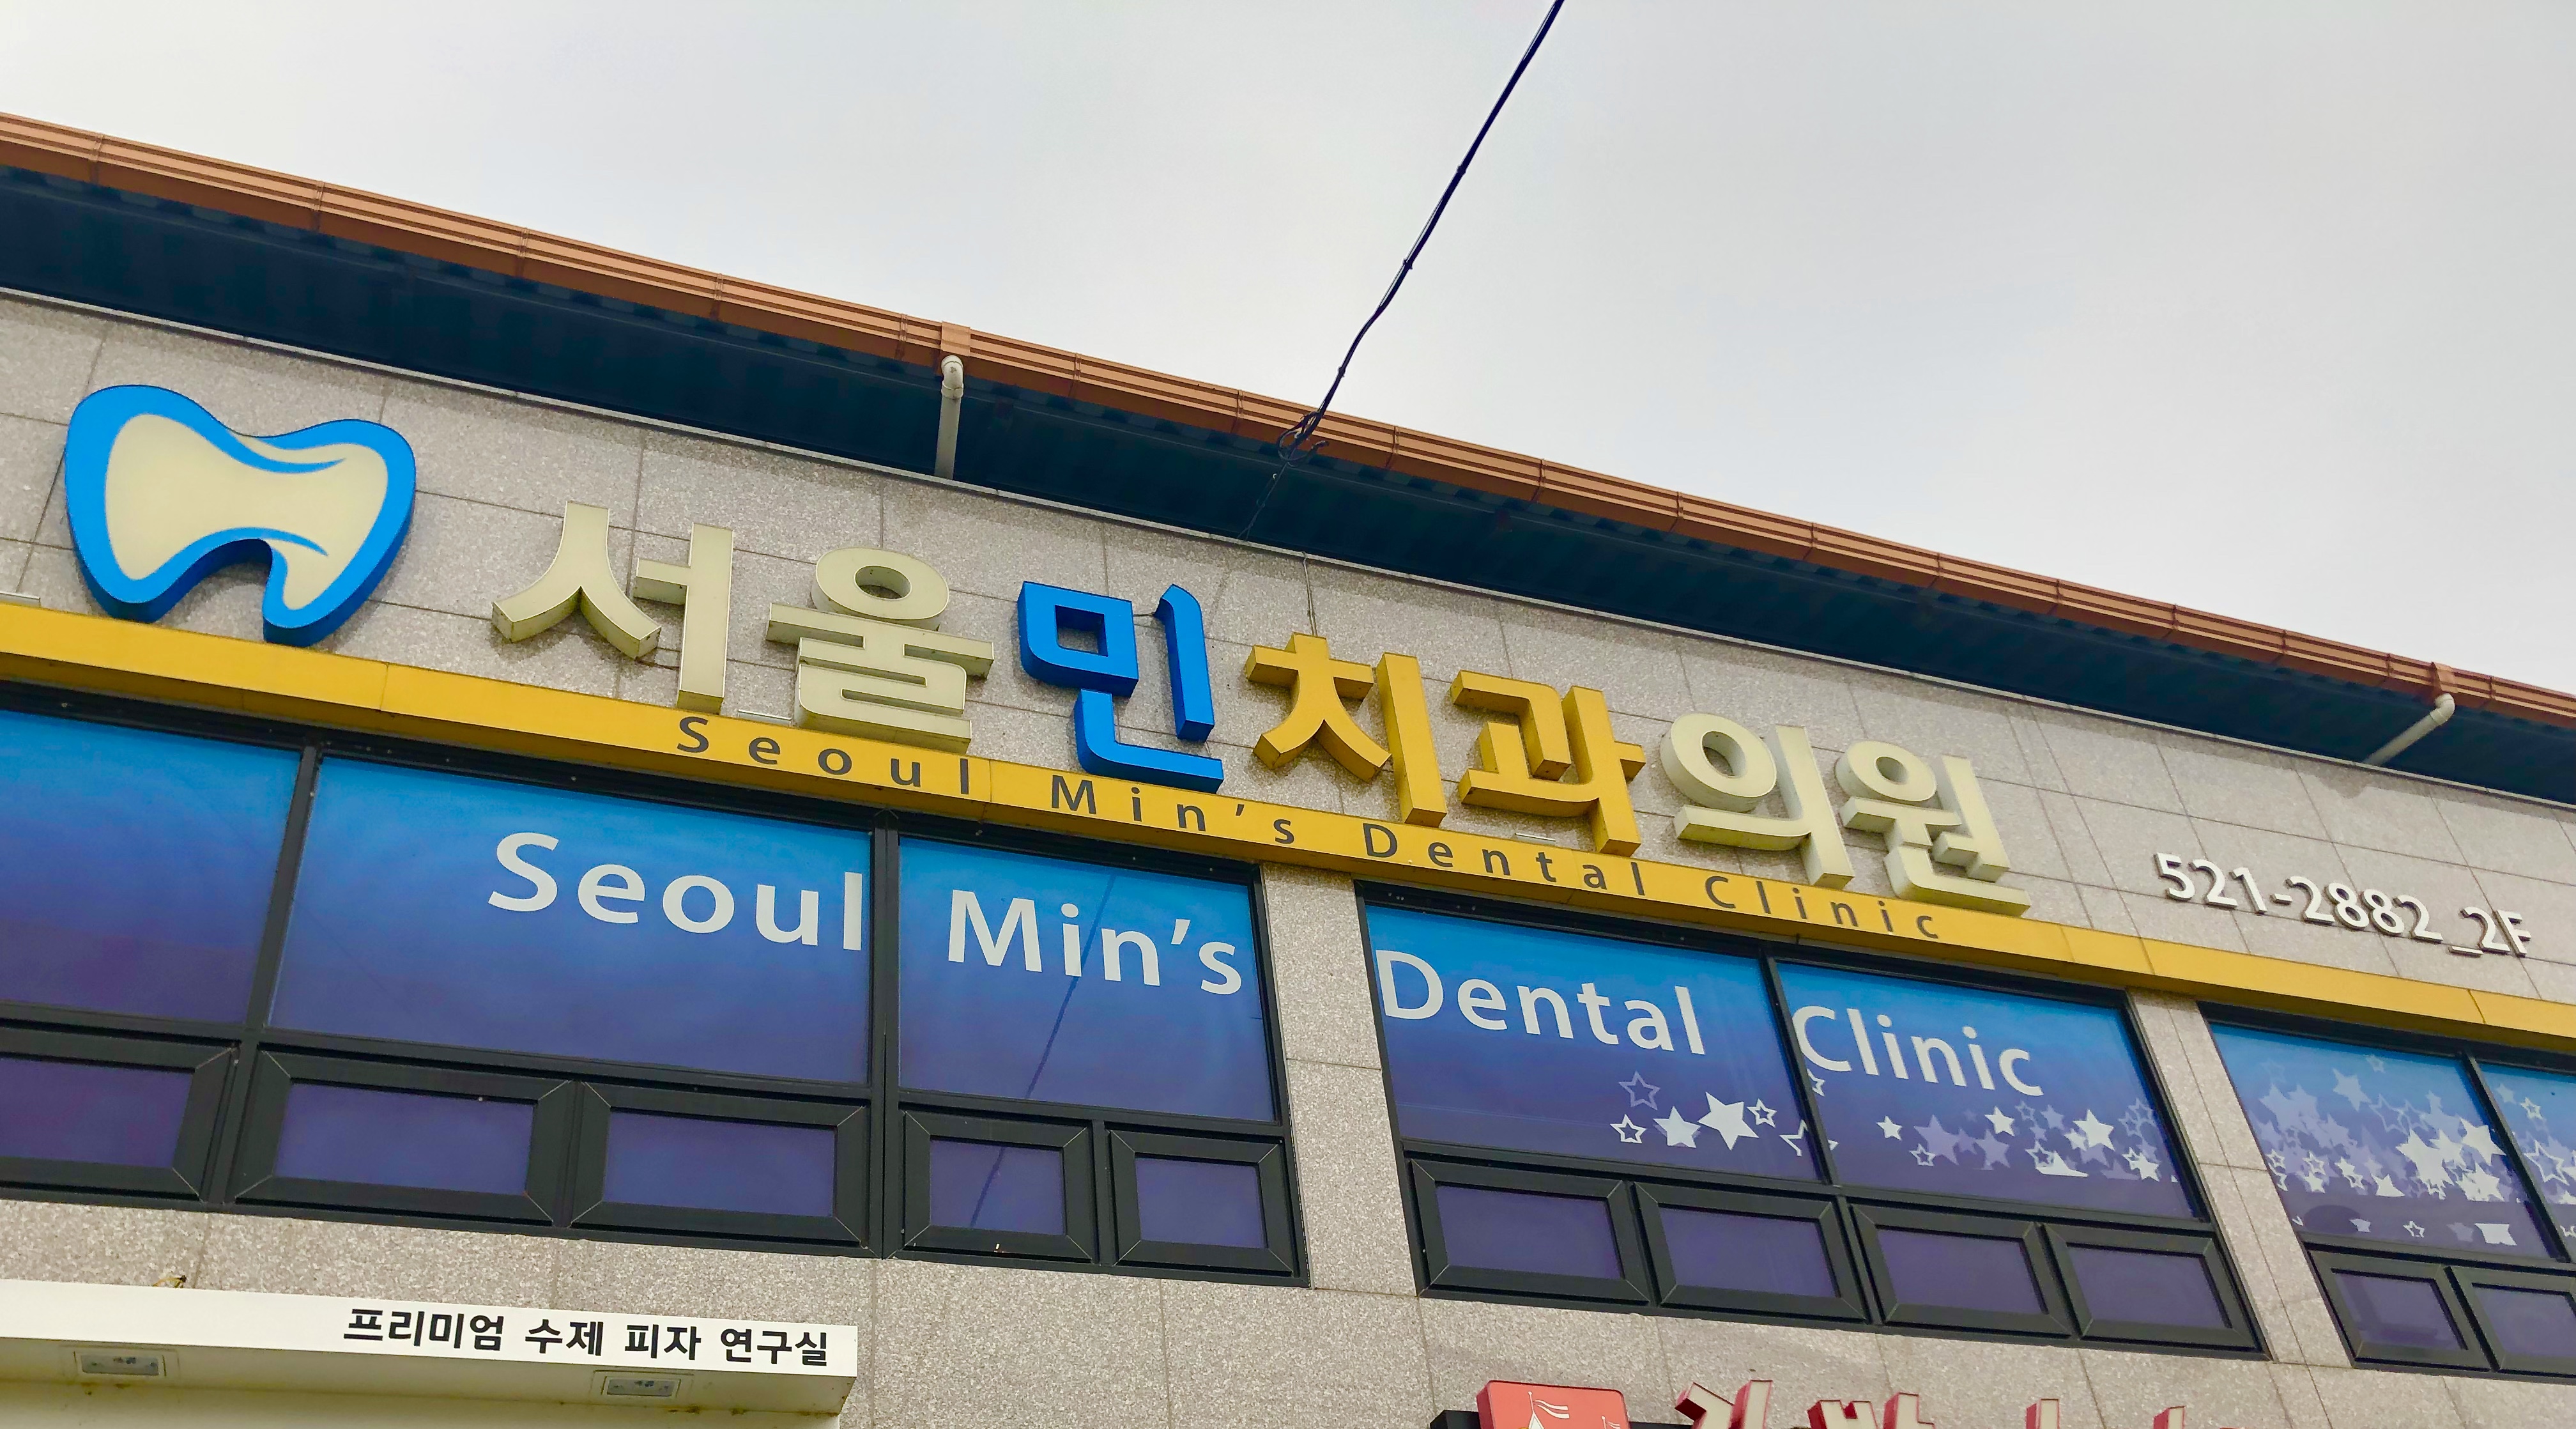 서울민치과의원
521-2882_2F
Seoul Min's Dental Clinic
Seoul Min's Dental Clinic
프리미엄 수제 피자 연구실